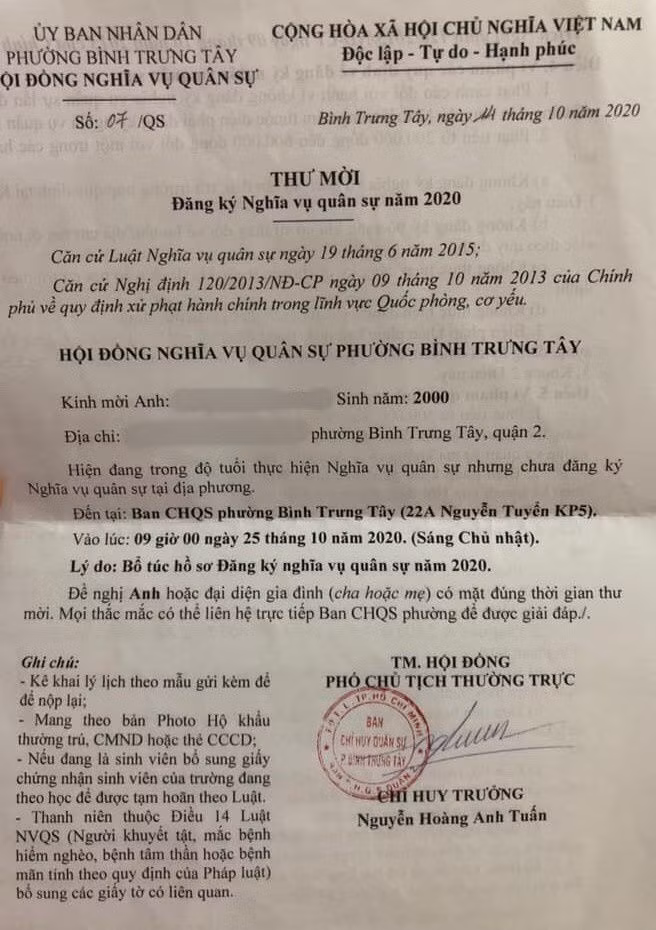 ỦY BAN NHÂN DÂN
PHƯỜNG BÌNH TRƯNG TÂY
ỘI ĐỒNG NGHĨA VỤ QUÂN SỰ
Số: 07 /QS
CỘNG HÒA XÃ HỘI CHỦ NGHĨA VIỆT NAM
Độc lập - Tự do - Hạnh phúc
Bình Trưng Tây, ngày 14 tháng 10 năm 2020
THƯ MỜI
Đăng ký Nghĩa vụ quân sự năm 2020
Căn cứ Luật Nghĩa vụ quân sự ngày 19 tháng 6 năm 2015;
Căn cứ Nghị định 120/2013/NĐ-CP ngày 09 tháng 10 năm 2013 của Chính
phủ về quy định xử phạt hành chính trong lĩnh vực Quốc phòng, cơ yếu.
HỘI ĐỒNG NGHĨA VỤ QUÂN SỰ PHƯỜNG BÌNH TRƯNG TÂY
Kính mời Anh: Sinh năm: 2000
Địa chỉ: phường Bình Trưng Tây, quận 2.
Hiện đang trong độ tuổi thực hiện Nghĩa vụ quân sự nhưng chưa đăng ký
Nghĩa vụ quân sự tại địa phương.
Đến tại: Ban CHQS phường Bình Trưng Tây (22A Nguyễn Tuyển KP5).
Vào lúc: 09 giờ 00 ngày 25 tháng 10 năm 2020. (Sáng Chủ nhật).
Lý do: Bổ túc hồ sơ Đăng ký nghĩa vụ quân sự năm 2020.
Đề nghị Anh hoặc đại diện gia đình (cha hoặc mẹ) có mặt đúng thời gian thư
mời. Mọi thắc mắc có thể liên hệ trực tiếp Ban CHQS phường để được giải đáp./.
Ghi chú:
- Kê khai lý lịch theo mẫu gửi kèm để
để nộp lại;
- Mang theo bản Photo Hộ khẩu
thường trú, CMND hoặc thẻ CCCD;
- Nếu đang là sinh viên bổ sung giấy
chứng nhận sinh viên của trường đang
theo học để được tạm hoãn theo Luật.
- Thanh niên thuộc Điều 14 Luật
NVQS (Người khuyết tật, mắc bệnh
hiểm nghèo, bệnh tâm thần hoặc bệnh
mãn tính theo quy định của Pháp luật)
bổ sung các giấy tờ có liên quan.
TM. HỘI ĐỒNG
PHÓ CHỦ TỊCH THƯỜNG TRỰC
BAN
CHỈ HUY QUÂN SỰ
P. BÌNH TRƯNG TÂY
CHỈ HUY TRƯỞNG
Nguyễn Hoàng Anh Tuấn